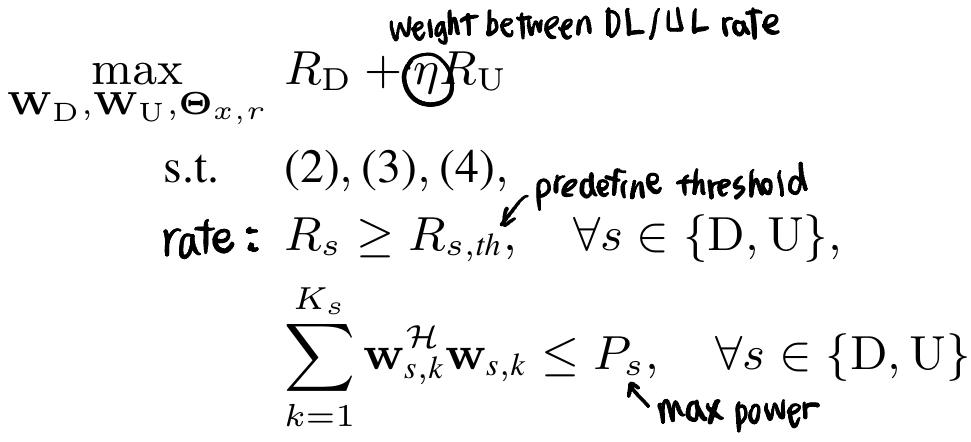 weight between DL/UL rate
max R_D + ηR_U
W_D, W_U, Θ_{x,r}
s.t. (2), (3), (4),
predefine threshold
rate: R_s ≥ R_{s,th}, ∀s ∈ {D, U},
∑_{k=1}^{K_s} w_{s,k}^ℋ w_{s,k} ≤ P_s, ∀s ∈ {D, U}
max power